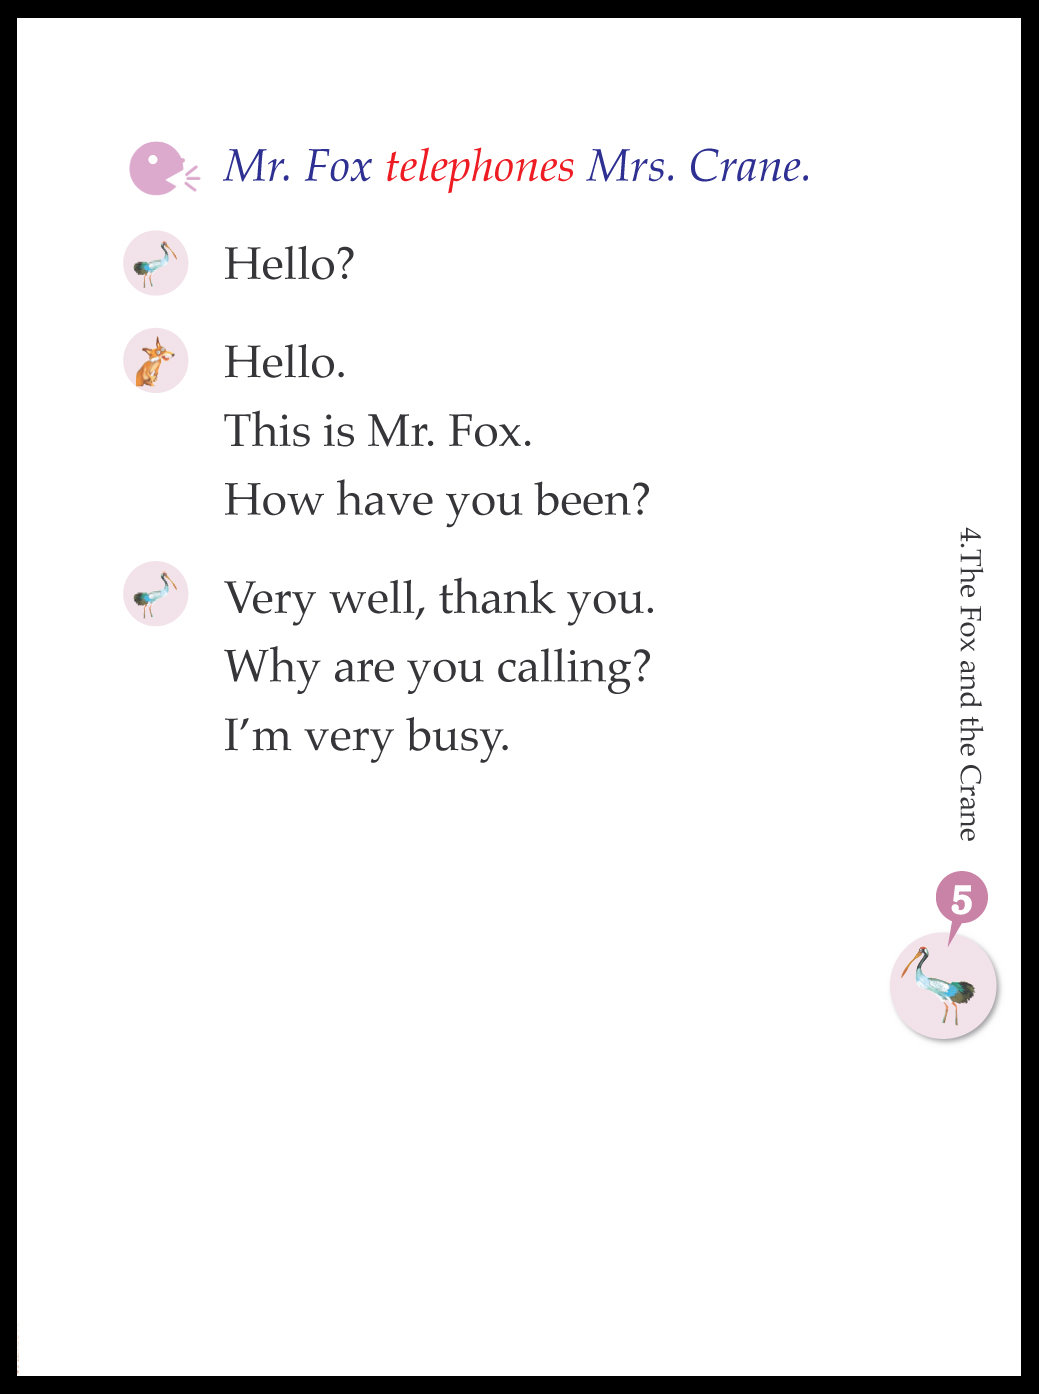 Mr. Fox telephones Mrs. Crane.
Hello?
Hello.
This is Mr. Fox.
How have you been?
Very well, thank you.
Why are you calling?
I’m very busy.
4.The Fox and the Crane
5